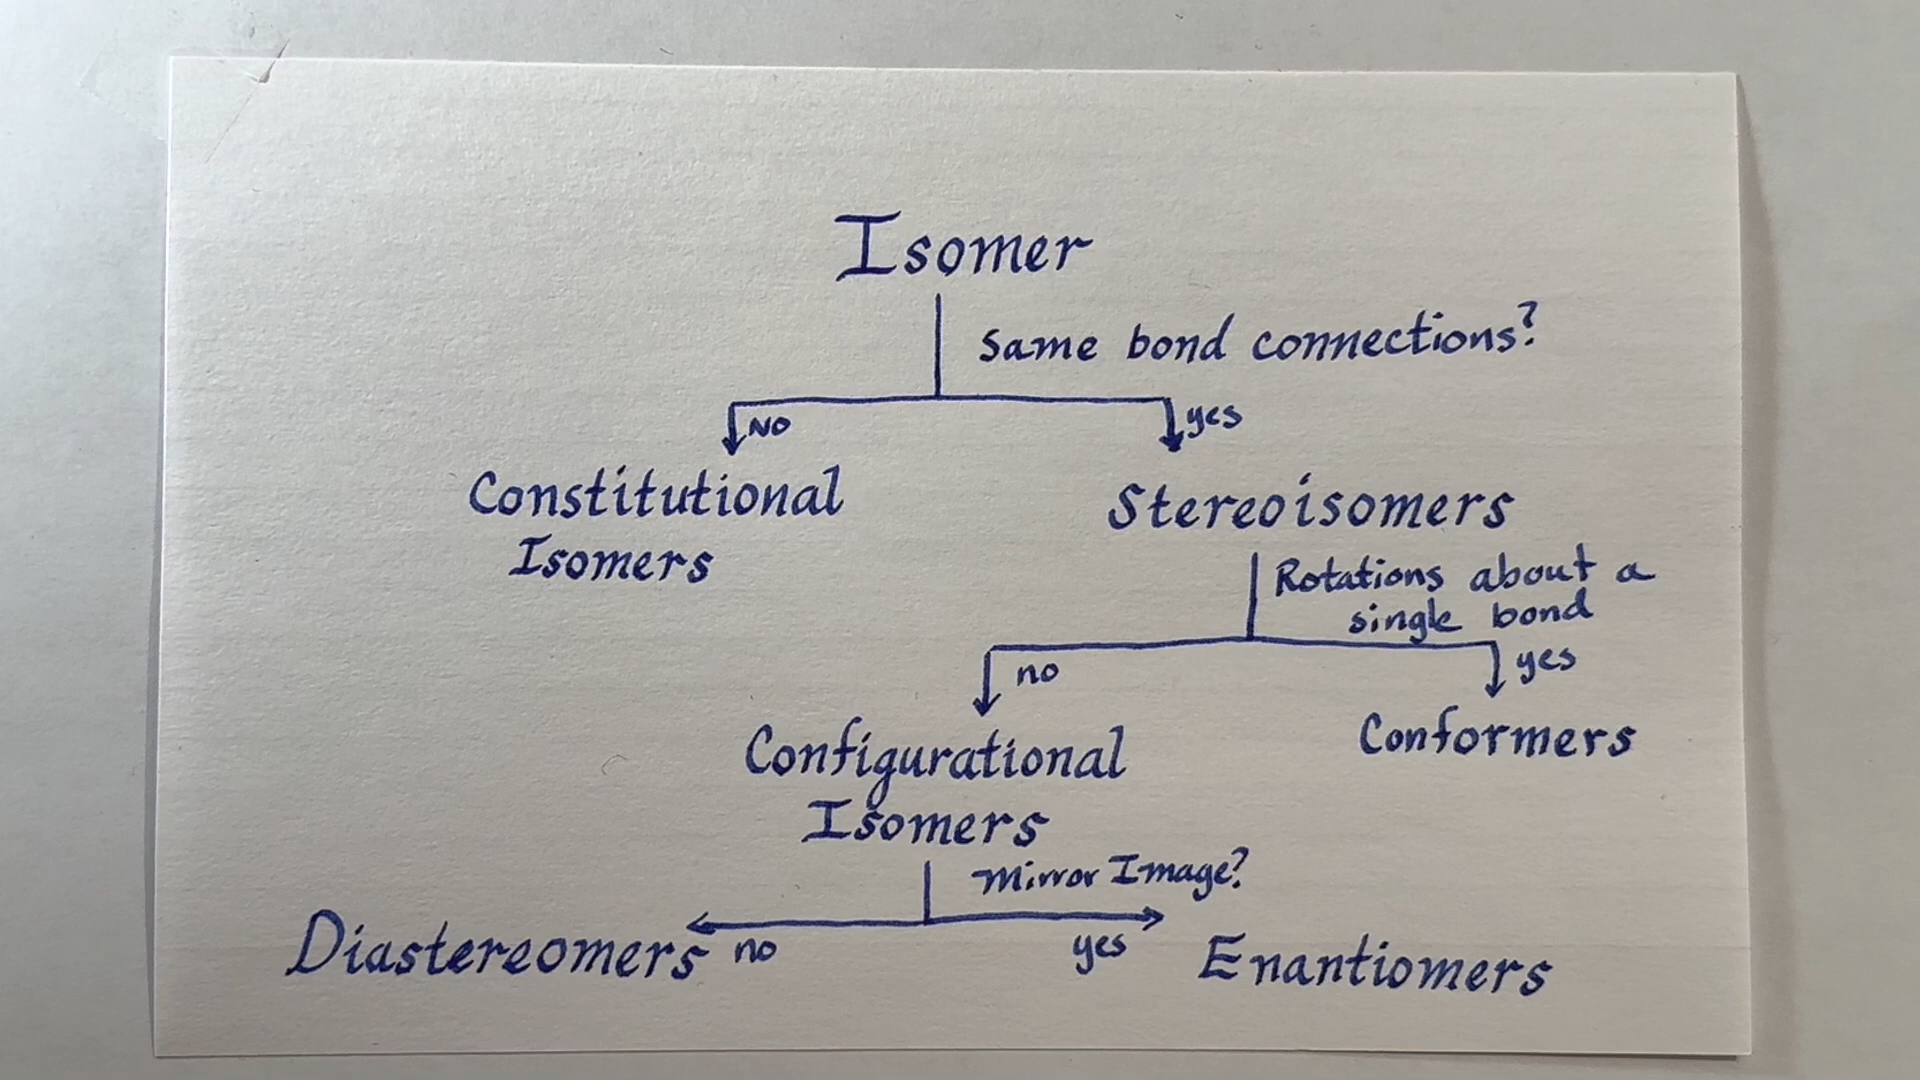 Isomer
Same bond connections?
NO
yes
Constitutional
Isomers
Stereoisomers
Rotations about a
single bond
no
yes
Configurational
Isomers
Conformers
Mirror Image?
Diastereomers
no
yes
Enantiomers